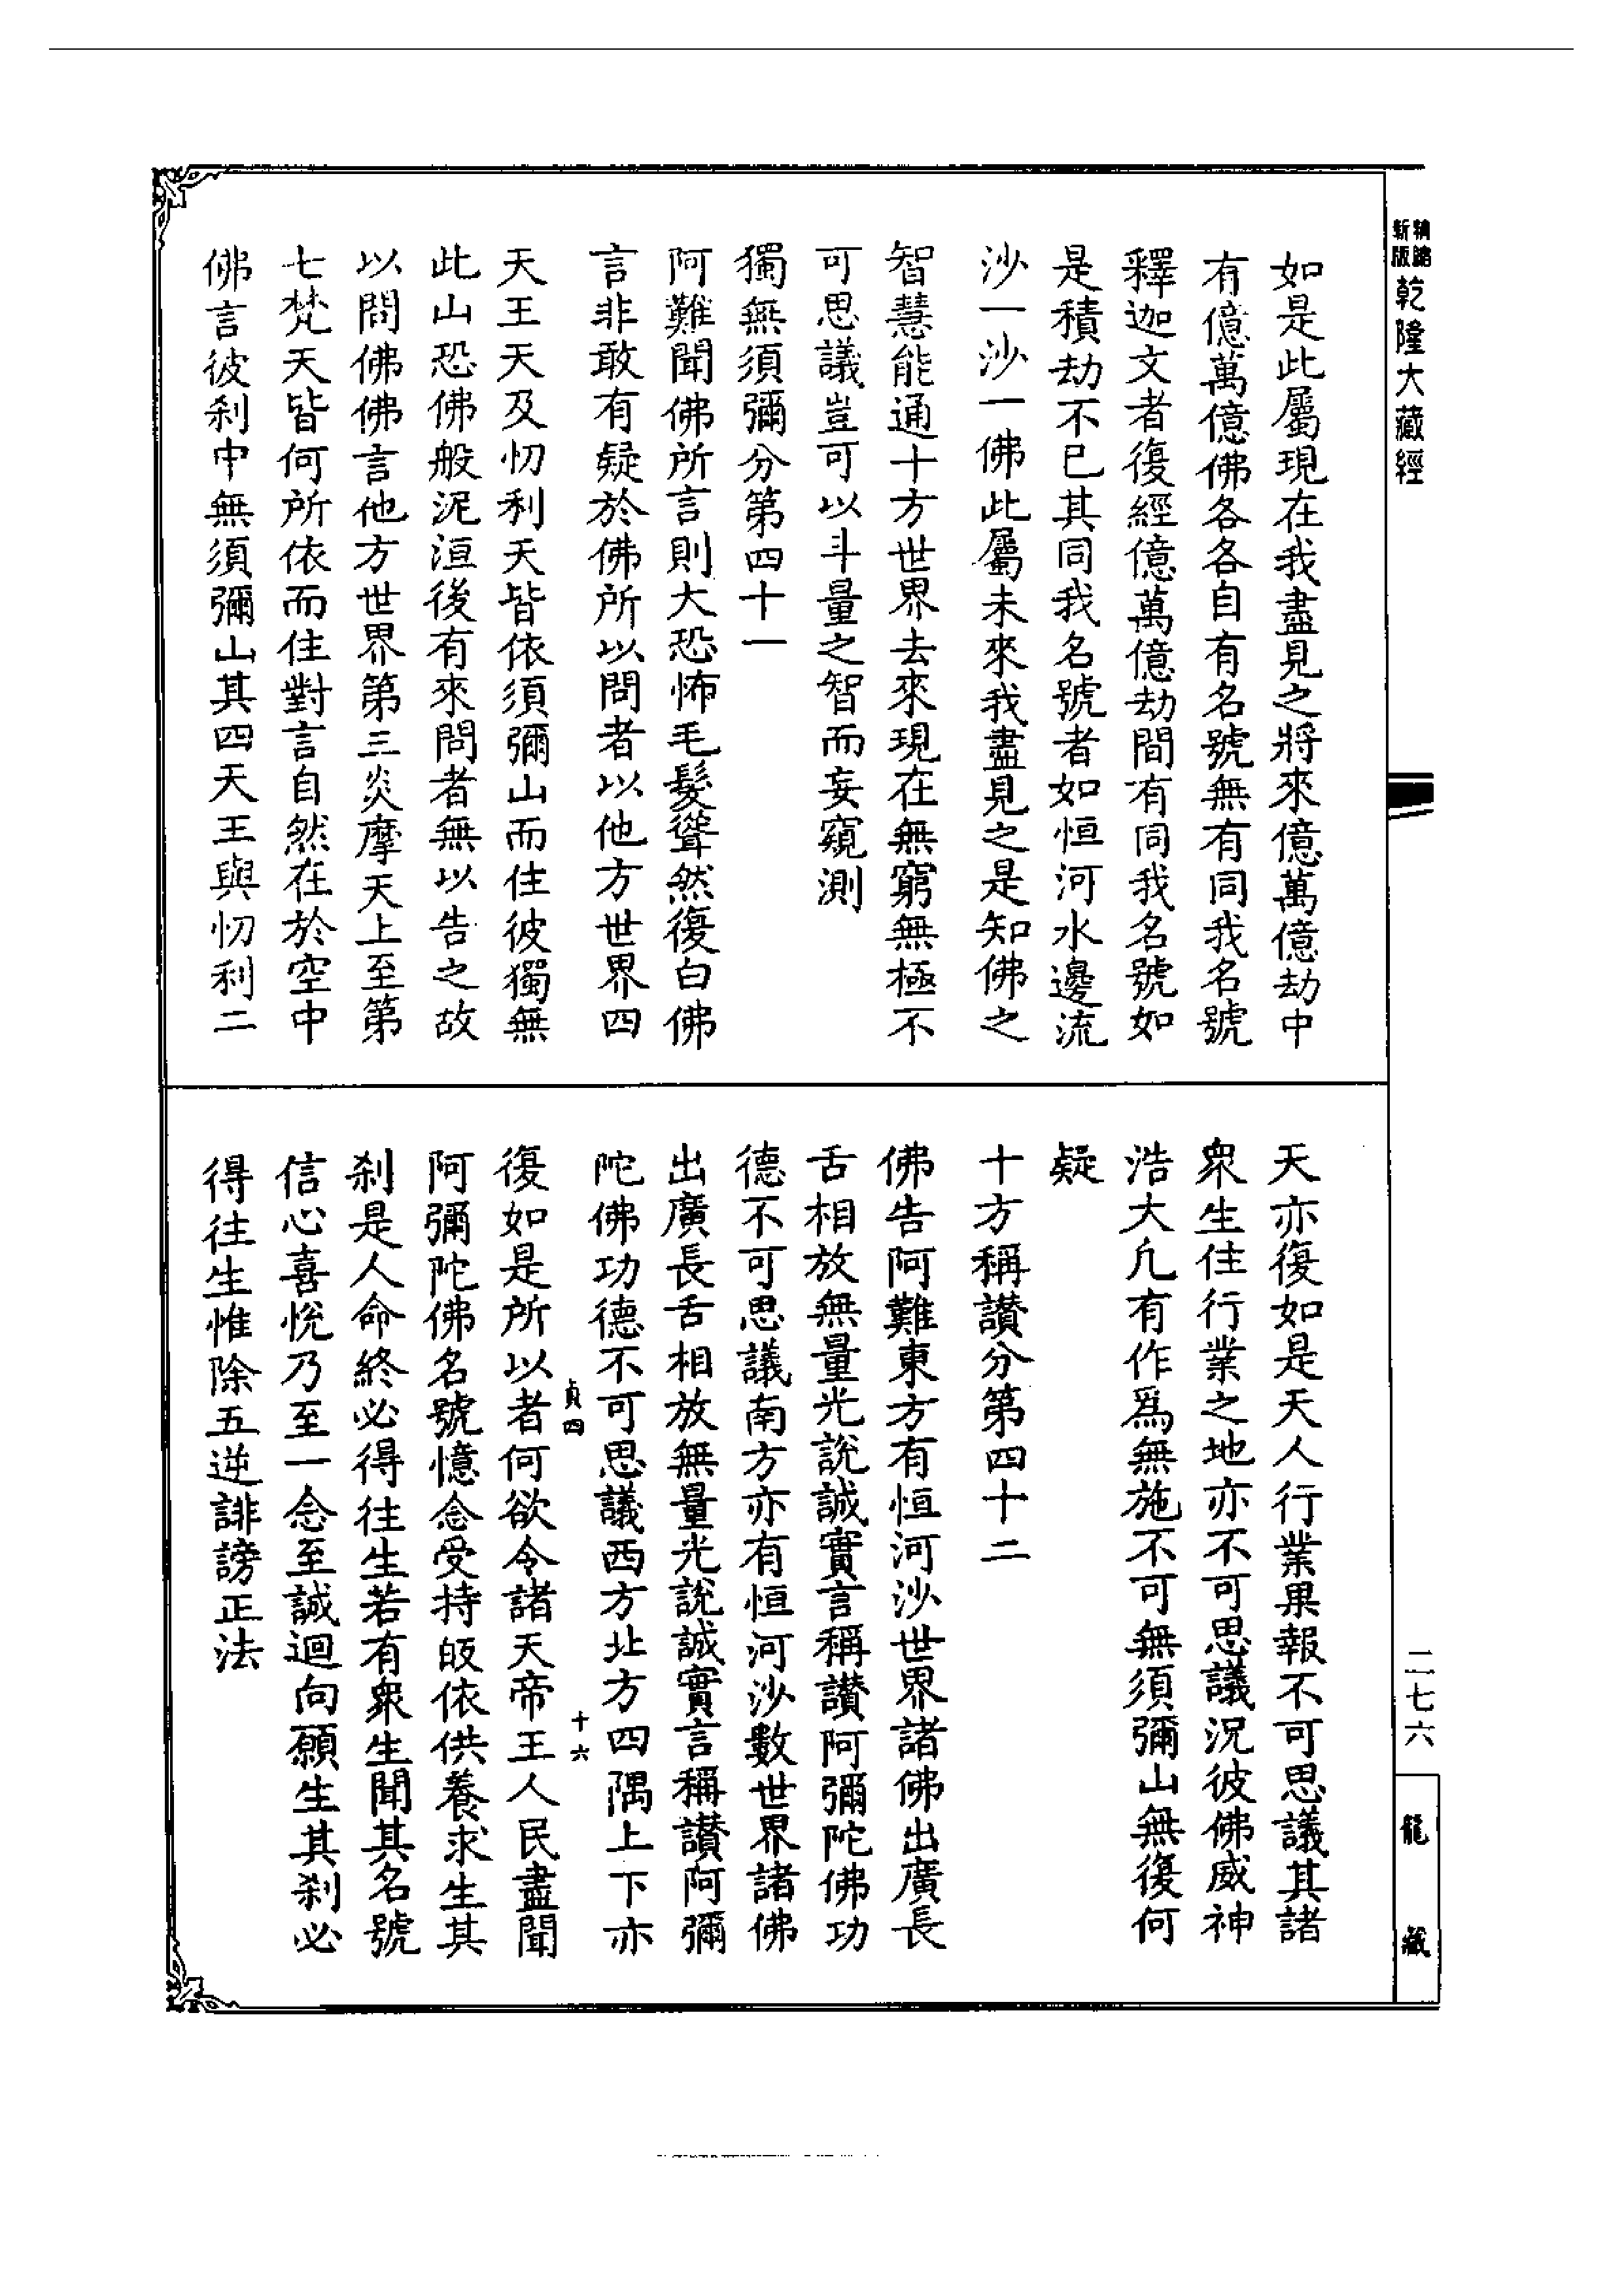 新版精縮乾隆大藏經
如是此屬現在我盡見之將來億萬億劫中
有億萬億佛各各自有名號無有同我名號
釋迦文者復經億萬億劫間有同我名號如
是積劫不已其同我名號者如恒河水邊流
沙一沙一佛此屬未來我盡見之是知佛之
智慧能通十方世界去來現在無窮無極不
可思議豈可以斗量之智而妄窺測
獨無須彌分第四十一
阿難聞佛所言則大恐怖毛髮聳然復白佛
言非敢有疑於佛所以問者以他方世界四
天王天及忉利天皆依須彌山而住彼獨無
此山恐佛般泥洹後有來問者無以告之故
以問佛佛言他方世界第三炎摩天上至第
七梵天皆何所依而住對言自然在於空中
佛言彼刹中無須彌山其四天王與忉利二
天亦復如是天人行業果報不可思議其諸
衆生住行業之地亦不可思議況彼佛威神
浩大凡有作爲無施不可無須彌山無復何
疑
十方稱讃分第四十二
佛告阿難東方有恒河沙世界諸佛出廣長
舌相放無量光說誠實言稱讃阿彌陀佛功
德不可思議南方亦有恒河沙數世界諸佛
出廣長舌相放無量光說誠實言稱讃阿彌
陀佛功德不可思議西方北方四隅上下亦
貞四 十六
復如是所以者何欲令諸天帝王人民盡聞
阿彌陀佛名號憶念受持皈依供養求生其
刹是人命終必得往生若有衆生聞其名號
信心喜悅乃至一念至誠迴向願生其刹必
得往生惟除五逆誹謗正法
二七六
龍藏